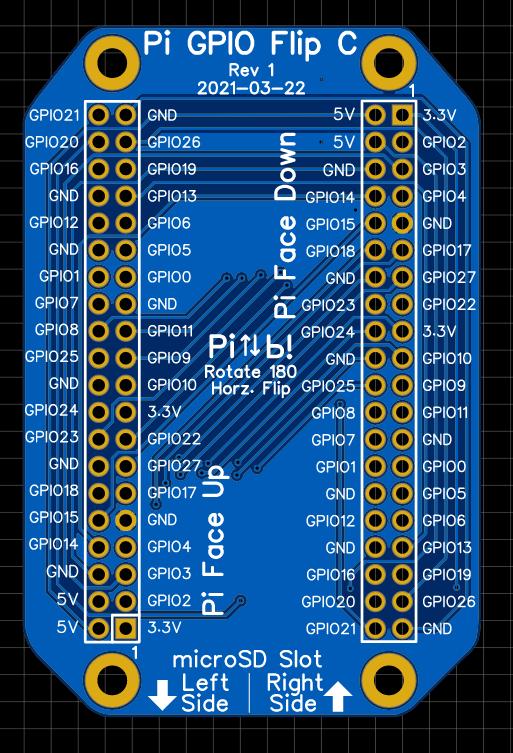 Pi GPIO Flip C
Rev 1
2021-03-22
1
GPIO21 GND 5V 3.3V
GPIO20 GPIO26 5V GPIO2
GPIO16 GPIO19 GND GPIO3
GND GPIO13 GPIO14 GPIO4
GPIO12 GPIO6 GPIO15 GND
GND GPIO5 GPIO18 GPIO17
GPIO1 GPIO0 GND GPIO27
GPIO7 GND GPIO23 GPIO22
GPIO8 GPIO11 GPIO24 3.3V
GPIO25 GPIO9 GND GPIO10
GND GPIO10 GPIO25 GPIO9
GPIO24 3.3V GPIO8 GPIO11
GPIO23 GPIO22 GPIO7 GND
GND GPIO27 GPIO1 GPIO0
GPIO18 GPIO17 GND GPIO5
GPIO15 GND GPIO12 GPIO6
GPIO14 GPIO4 GND GPIO13
GND GPIO3 GPIO16 GPIO19
5V GPIO2 GPIO20 GPIO26
5V 3.3V GPIO21 GND
Pi Face Down
Pi⇅Ь!
Rotate 180
Horz. Flip
Pi Face Up
1
microSD Slot
Left Right
Side Side